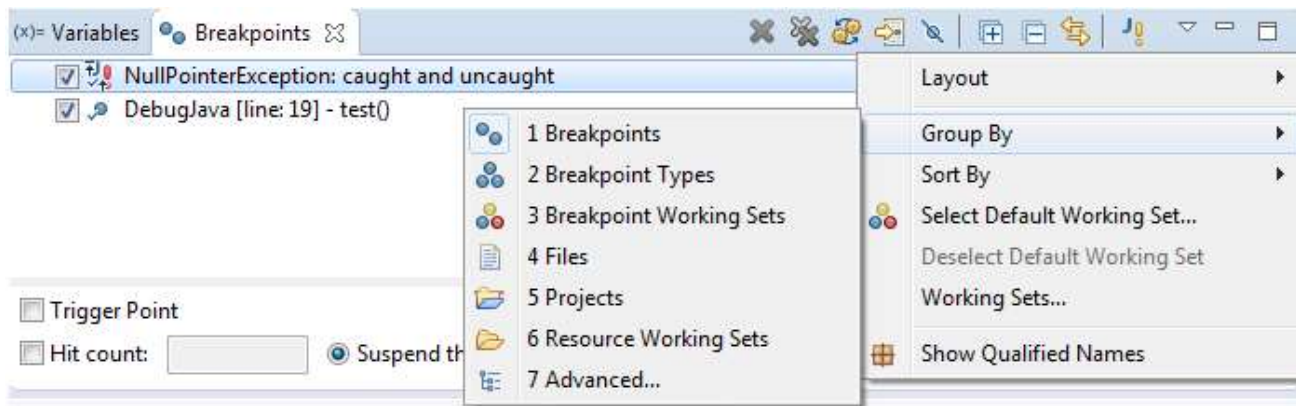 (x)= Variables Breakpoints
NullPointerException: caught and uncaught
DebugJava [line: 19] - test()
Layout
Group By
Sort By
Select Default Working Set...
Deselect Default Working Set
Working Sets...
Show Qualified Names
1 Breakpoints
2 Breakpoint Types
3 Breakpoint Working Sets
4 Files
5 Projects
6 Resource Working Sets
7 Advanced...
Trigger Point
Hit count: Suspend th